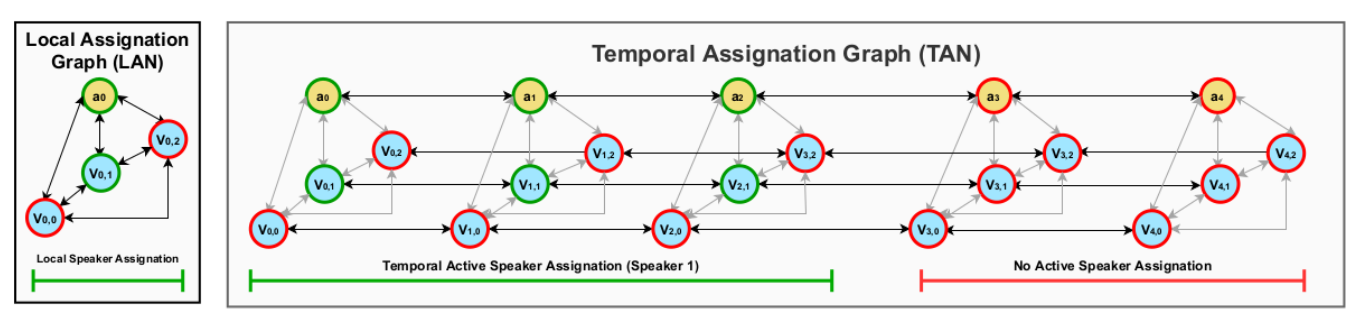 Local Assignation
Graph (LAN)
a0
V0,2
V0,1
V0,0
Local Speaker Assignation
Temporal Assignation Graph (TAN)
a0 a1 a2 a3 a4
V0,2 V1,2 V3,2 V3,2 V4,2
V0,1 V1,1 V2,1 V3,1 V4,1
V0,0 V1,0 V2,0 V3,0 V4,0
Temporal Active Speaker Assignation (Speaker 1)
No Active Speaker Assignation